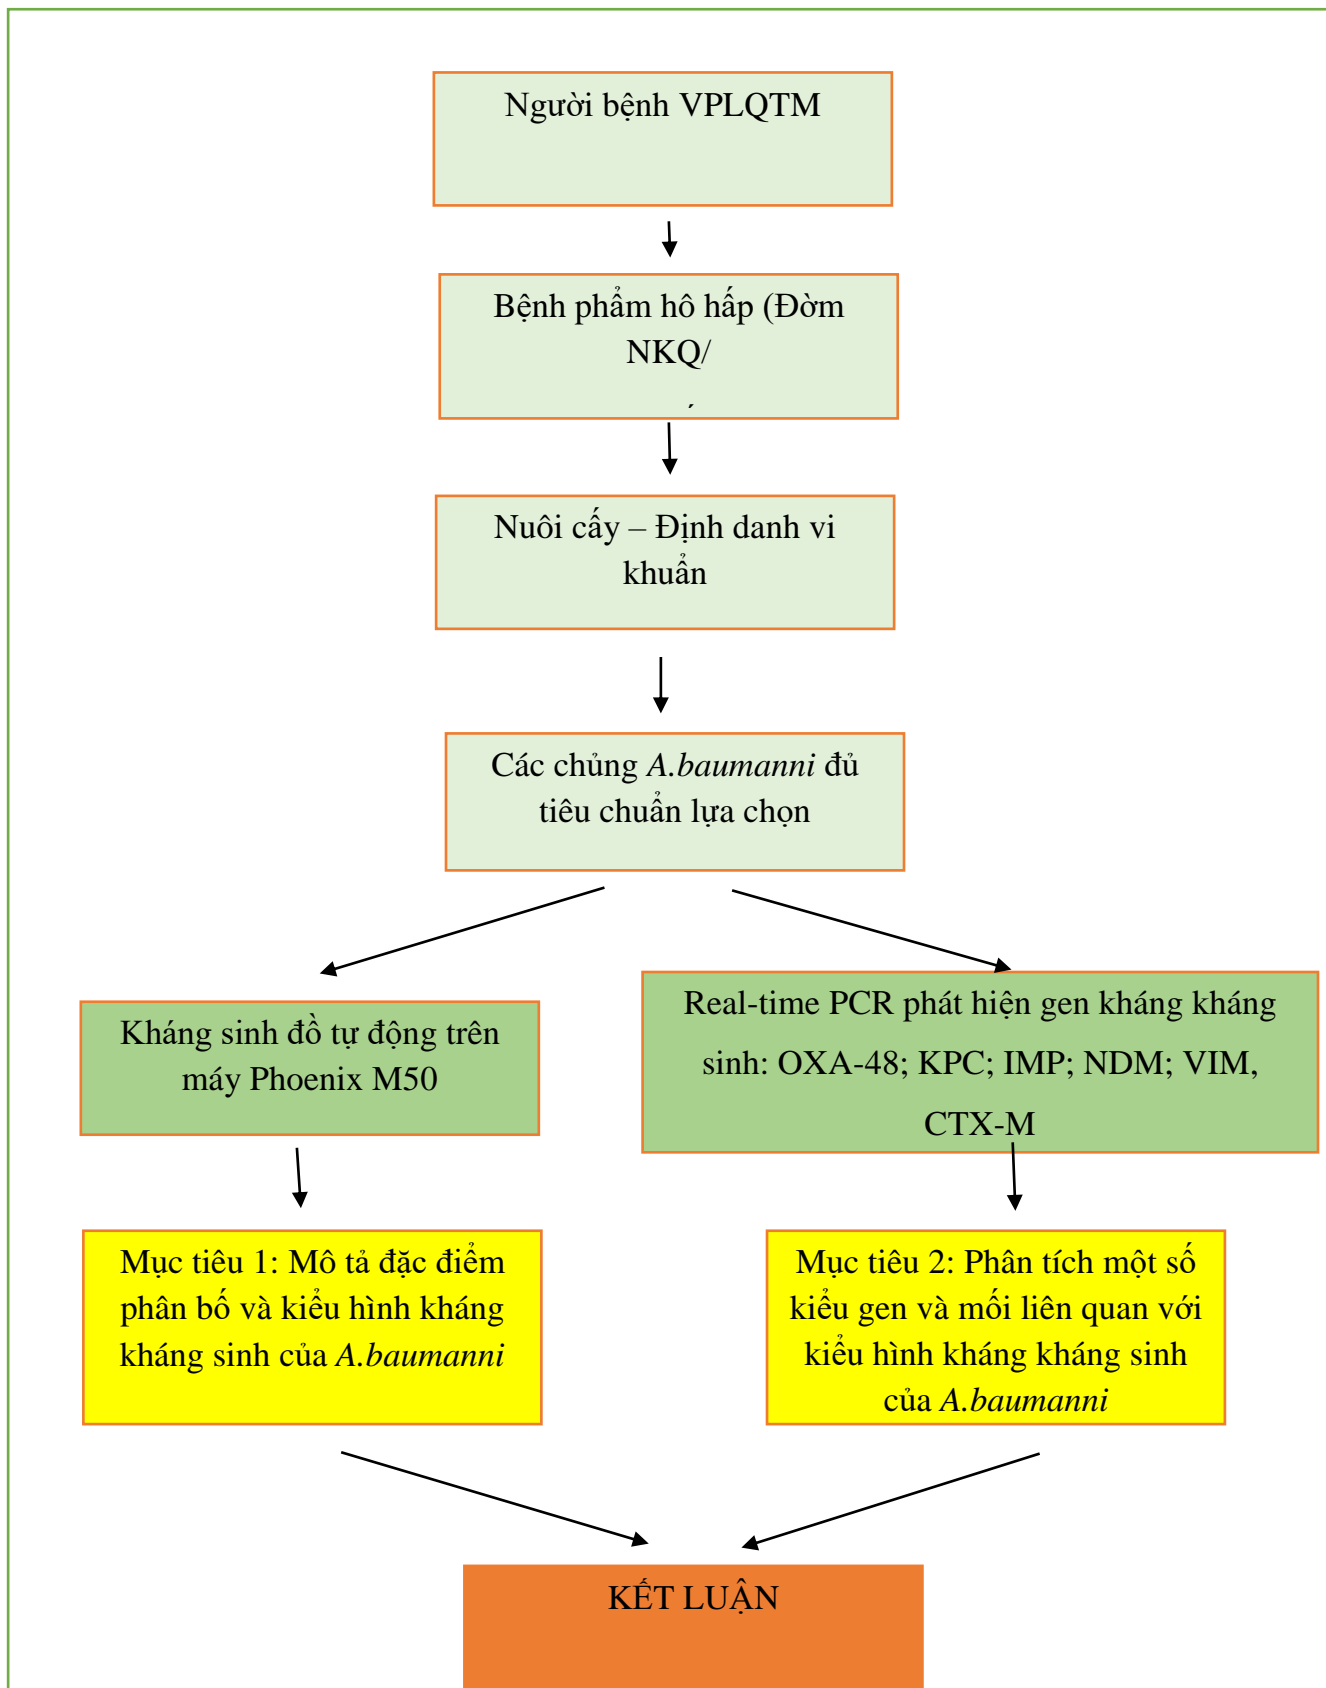 Người bệnh VPLQTM
Bệnh phẩm hô hấp (Đờm
NKQ/
Nuôi cấy – Định danh vi
khuẩn
Các chủng A.baumanni đủ
tiêu chuẩn lựa chọn
Kháng sinh đồ tự động trên
máy Phoenix M50
Real-time PCR phát hiện gen kháng kháng
sinh: OXA-48; KPC; IMP; NDM; VIM,
CTX-M
Mục tiêu 1: Mô tả đặc điểm
phân bố và kiểu hình kháng
kháng sinh của A.baumanni
Mục tiêu 2: Phân tích một số
kiểu gen và mối liên quan với
kiểu hình kháng kháng sinh
của A.baumanni
KẾT LUẬN